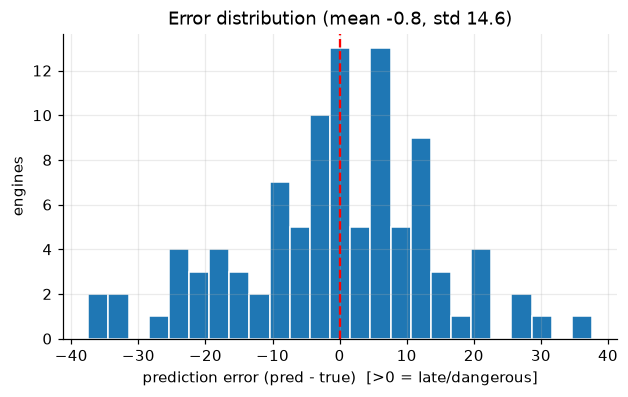 Error distribution (mean -0.8, std 14.6)
engines
12
10
8
6
4
2
0
−40 −30 −20 −10 0 10 20 30 40
prediction error (pred - true) [>0 = late/dangerous]